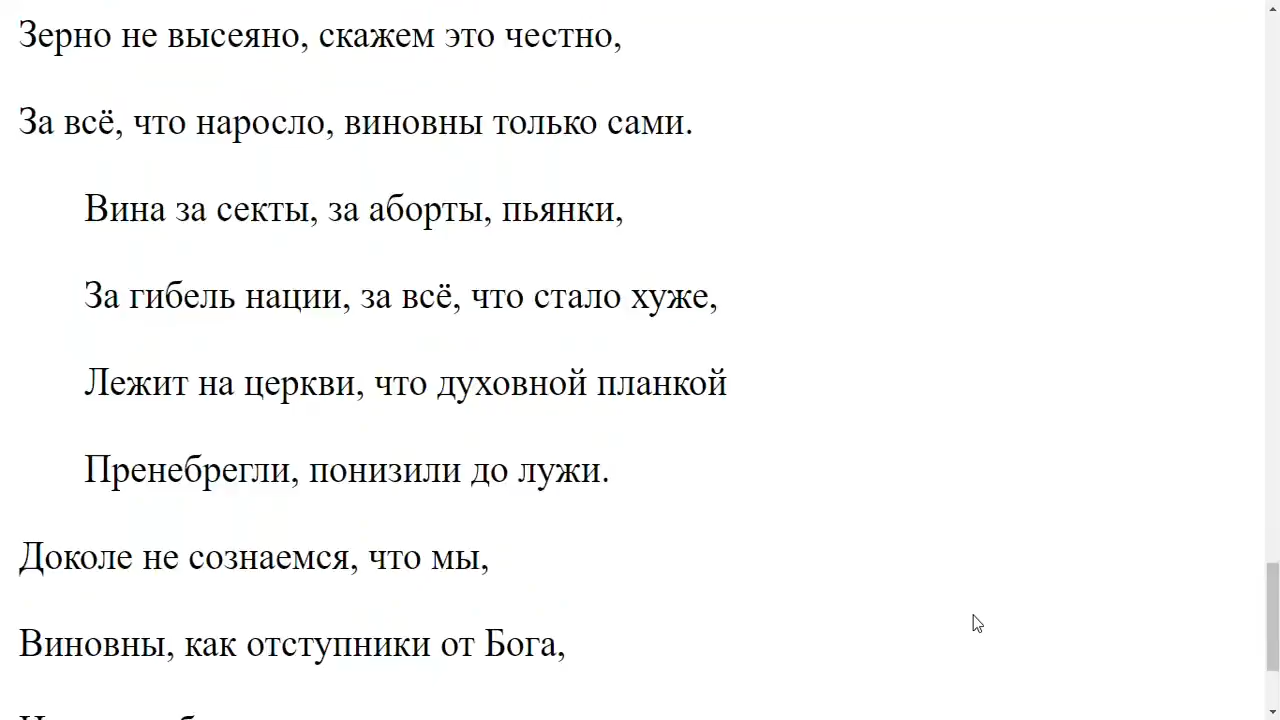 Зерно не высеяно, скажем это честно,
За всё, что наросло, виновны только сами.
Вина за секты, за аборты, пьянки,
За гибель нации, за всё, что стало хуже,
Лежит на церкви, что духовной планкой
Пренебрегли, понизили до лужи.
Доколе не сознаемся, что мы,
Виновны, как отступники от Бога,